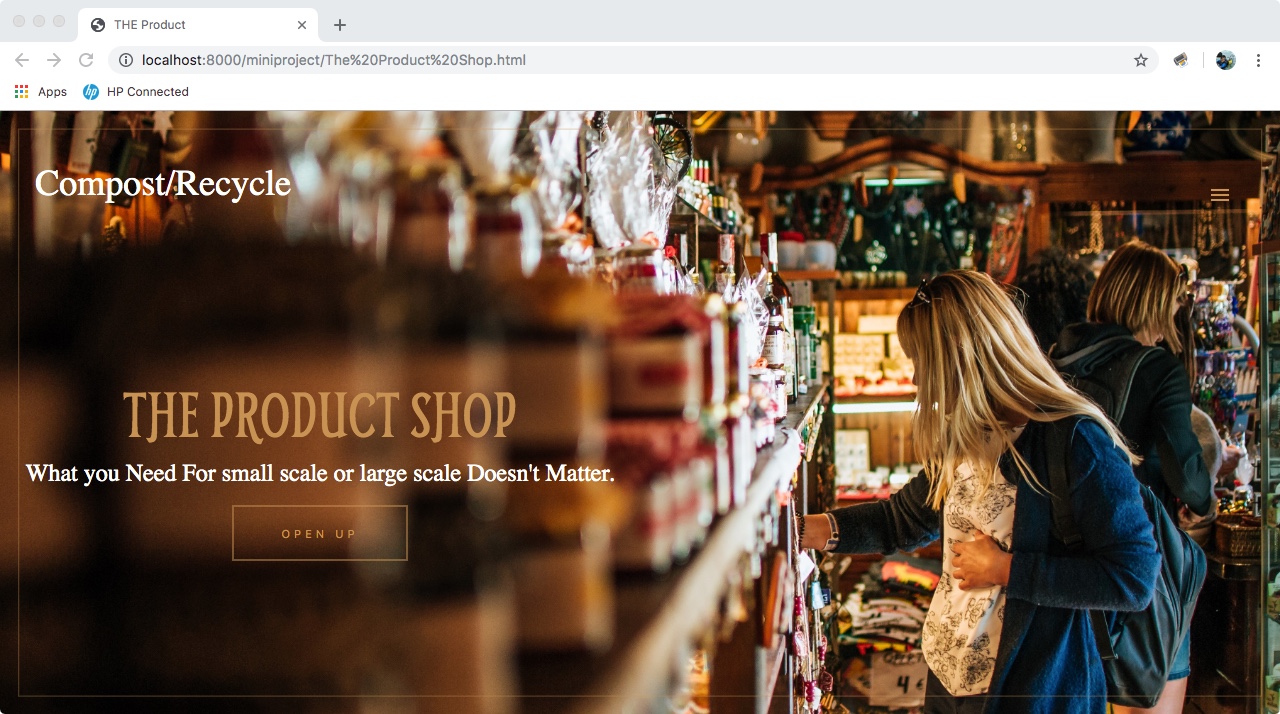 THE Product
localhost:8000/miniproject/The%20Product%20Shop.html
Apps
HP Connected
Compost/Recycle
THE PRODUCT SHOP
What you Need For small scale or large scale Doesn't Matter.
OPEN UP
4 €